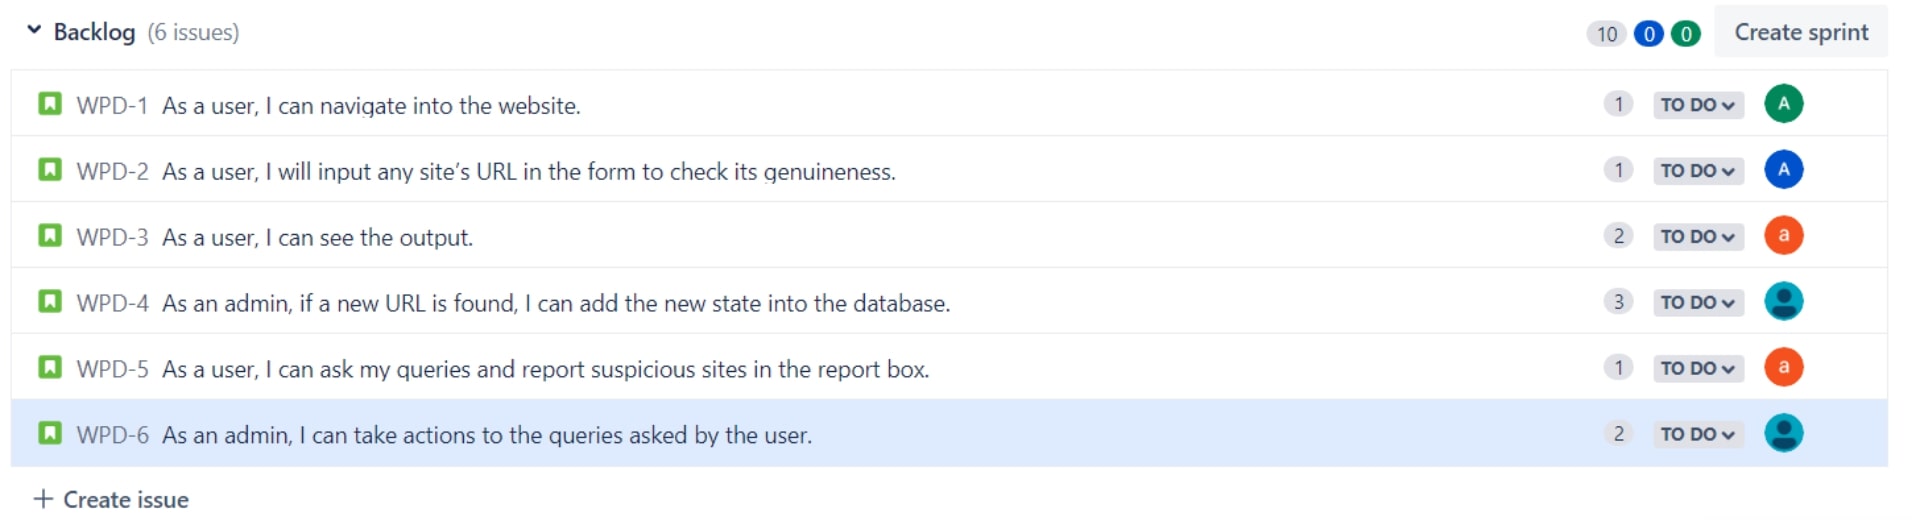 Backlog (6 issues) 10 0 0 Create sprint
WPD-1 As a user, I can navigate into the website. 1 TO DO A
WPD-2 As a user, I will input any site’s URL in the form to check its genuineness. 1 TO DO A
WPD-3 As a user, I can see the output. 2 TO DO a
WPD-4 As an admin, if a new URL is found, I can add the new state into the database. 3 TO DO
WPD-5 As a user, I can ask my queries and report suspicious sites in the report box. 1 TO DO a
WPD-6 As an admin, I can take actions to the queries asked by the user. 2 TO DO
+ Create issue